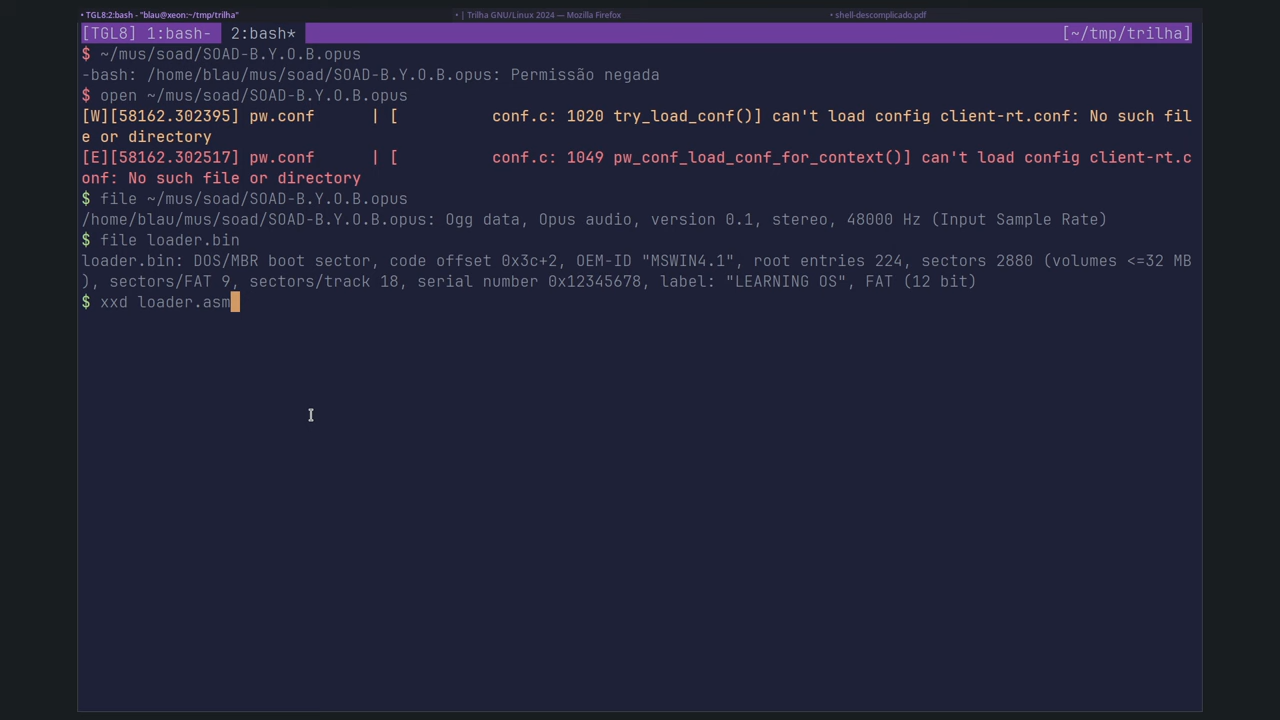 • TGL8:2:bash - "blau@xeon:~/tmp/trilha" • | Trilha GNU/Linux 2024 — Mozilla Firefox • shell-descomplicado.pdf
[TGL8] 1:bash- 2:bash* [~/tmp/trilha]
$ ~/mus/soad/SOAD-B.Y.O.B.opus
-bash: /home/blau/mus/soad/SOAD-B.Y.O.B.opus: Permissão negada
$ open ~/mus/soad/SOAD-B.Y.O.B.opus
[W][58162.302395] pw.conf | [ conf.c: 1020 try_load_conf()] can't load config client-rt.conf: No such fil
e or directory
[E][58162.302517] pw.conf | [ conf.c: 1049 pw_conf_load_conf_for_context()] can't load config client-rt.c
onf: No such file or directory
$ file ~/mus/soad/SOAD-B.Y.O.B.opus
/home/blau/mus/soad/SOAD-B.Y.O.B.opus: Ogg data, Opus audio, version 0.1, stereo, 48000 Hz (Input Sample Rate)
$ file loader.bin
loader.bin: DOS/MBR boot sector, code offset 0x3c+2, OEM-ID "MSWIN4.1", root entries 224, sectors 2880 (volumes <=32 MB
), sectors/FAT 9, sectors/track 18, serial number 0x12345678, label: "LEARNING OS", FAT (12 bit)
$ xxd loader.asm